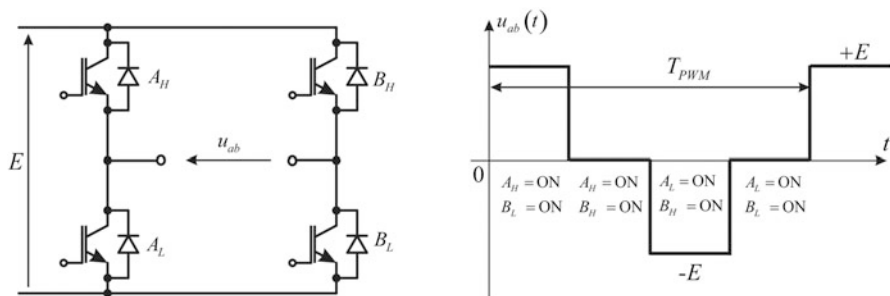 A_H
B_H
E
u_ab
A_L
B_L
u_ab(t)
+E
T_PWM
t
0
A_H = ON A_H = ON A_L = ON A_L = ON
B_L = ON B_H = ON B_H = ON B_L = ON
-E